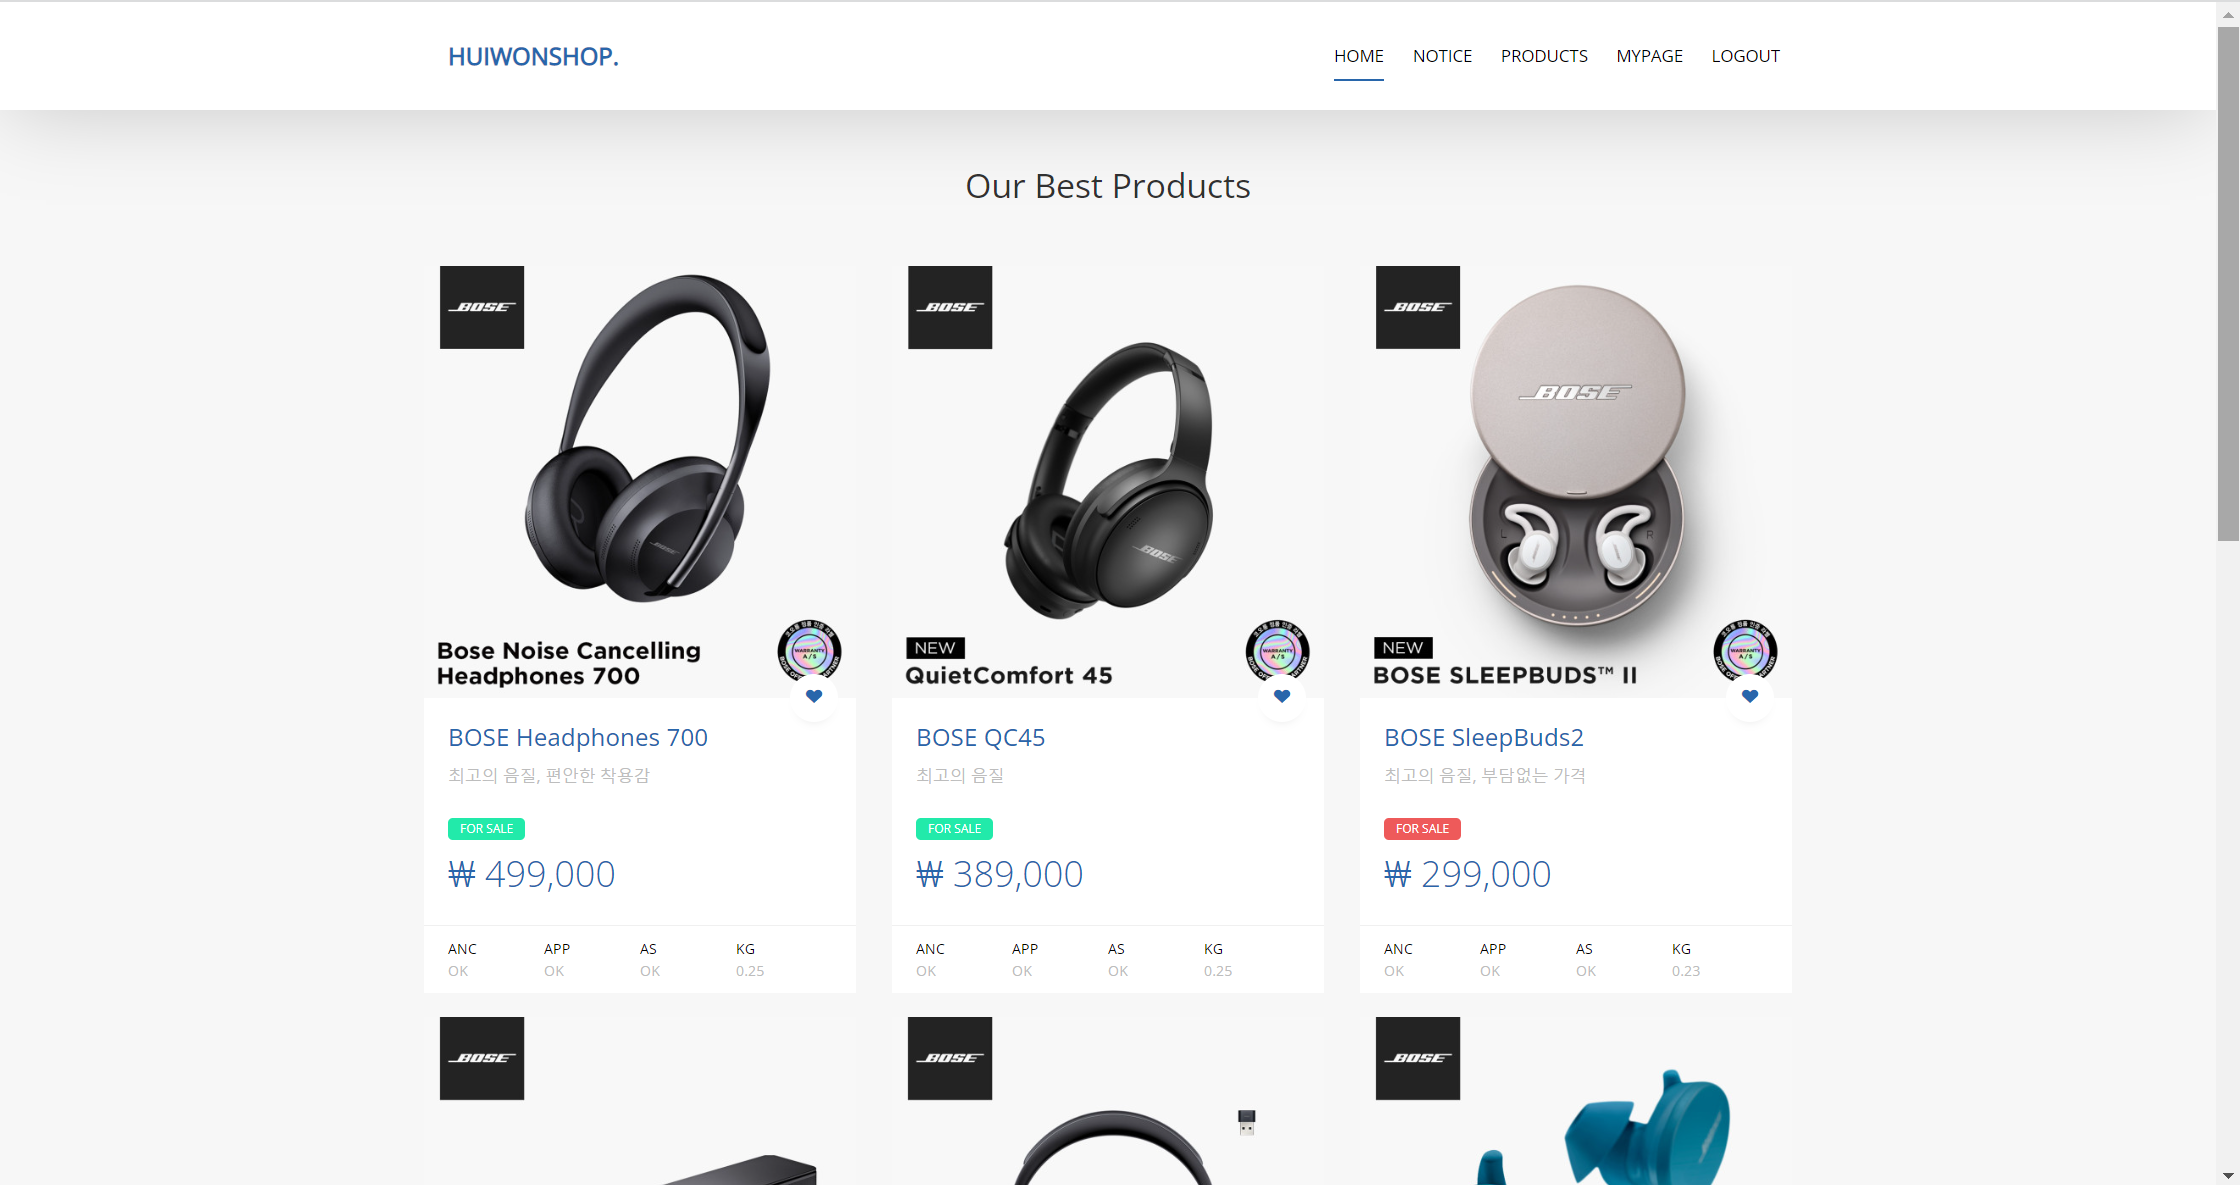 HUIWONSHOP.
HOME NOTICE PRODUCTS MYPAGE LOGOUT
Our Best Products
BOSE
BOSE
Bose Noise Cancelling
Headphones 700
WARRANTY
A/S
BOSE Headphones 700
최고의 음질, 편안한 착용감
FOR SALE
₩ 499,000
ANC APP AS KG
OK OK OK 0.25
BOSE
BOSE
NEW
QuietComfort 45
WARRANTY
A/S
BOSE QC45
최고의 음질
FOR SALE
₩ 389,000
ANC APP AS KG
OK OK OK 0.25
BOSE
BOSE
L R
NEW
BOSE SLEEPBUDS™ II
WARRANTY
A/S
BOSE SleepBuds2
최고의 음질, 부담없는 가격
FOR SALE
₩ 299,000
ANC APP AS KG
OK OK OK 0.23
BOSE
BOSE
BOSE